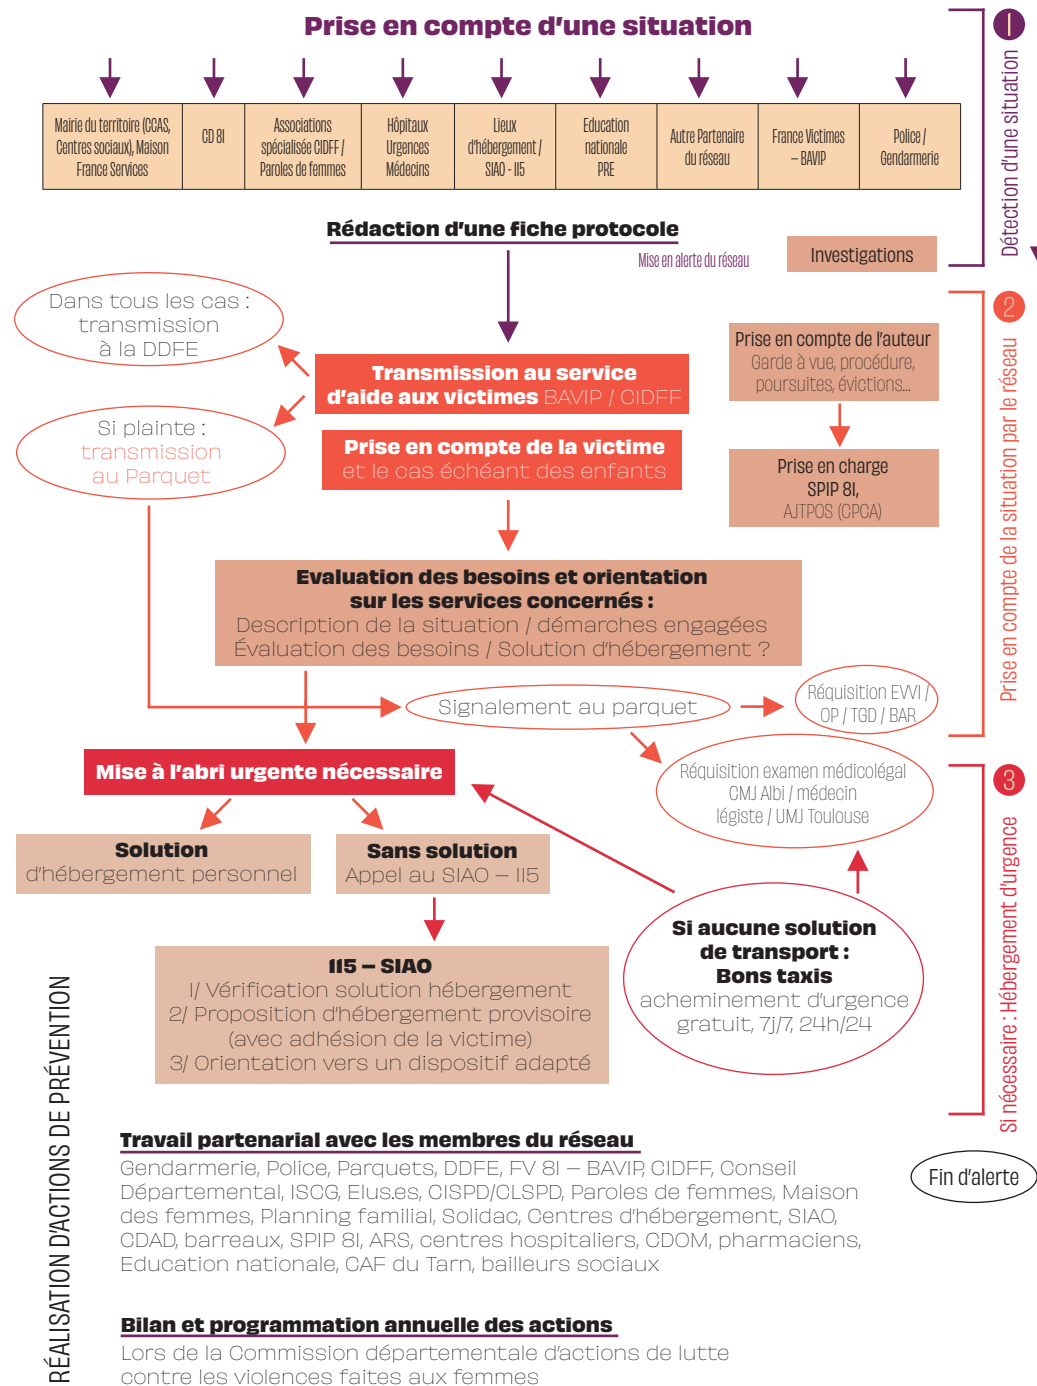 Prise en compte d'une situation
1
Détection d'une situation
Mairie du territoire (CCAS,
Centres sociaux), Maison
France Services
CD 81
Associations
spécialisée CIDFF /
Paroles de femmes
Hôpitaux
Urgences
Médecins
Lieux
d'hébergement /
SIAO - 115
Education
nationale
PRE
Autre Partenaire
du réseau
France Victimes
– BAVIP
Police /
Gendarmerie
Rédaction d'une fiche protocole
Mise en alerte du réseau
Investigations
2
Prise en compte de la situation par le réseau
Dans tous les cas :
transmission
à la DDFE
Transmission au service
d'aide aux victimes BAVIP / CIDFF
Prise en compte de l'auteur
Garde à vue, procédure,
poursuites, évictions...
Si plainte :
transmission
au Parquet
Prise en compte de la victime
et le cas échéant des enfants
Prise en charge
SPIP 81,
AJTPOS (CPCA)
Evaluation des besoins et orientation
sur les services concernés :
Description de la situation / démarches engagées
Évaluation des besoins / Solution d'hébergement ?
Signalement au parquet
Réquisition EVVI /
OP / TGD / BAR
3
Si nécessaire : Hébergement d'urgence
Mise à l'abri urgente nécessaire
Réquisition examen médicolégal
CMJ Albi / médecin
légiste / UMJ Toulouse
Solution
d'hébergement personnel
Sans solution
Appel au SIAO – 115
Si aucune solution
de transport :
Bons taxis
acheminement d'urgence
gratuit, 7j/7, 24h/24
115 – SIAO
1/ Vérification solution hébergement
2/ Proposition d'hébergement provisoire
(avec adhésion de la victime)
3/ Orientation vers un dispositif adapté
RÉALISATION D'ACTIONS DE PRÉVENTION
Travail partenarial avec les membres du réseau
Gendarmerie, Police, Parquets, DDFE, FV 81 – BAVIP, CIDFF, Conseil
Départemental, ISCG, Elus.es, CISPD/CLSPD, Paroles de femmes, Maison
des femmes, Planning familial, Solidac, Centres d'hébergement, SIAO,
CDAD, barreaux, SPIP 81, ARS, centres hospitaliers, CDOM, pharmaciens,
Education nationale, CAF du Tarn, bailleurs sociaux
Fin d'alerte
Bilan et programmation annuelle des actions
Lors de la Commission départementale d'actions de lutte
contre les violences faites aux femmes